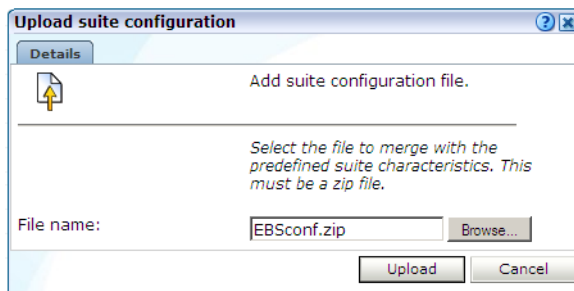 Upload suite configuration
Details
Add suite configuration file.
Select the file to merge with the
predefined suite characteristics. This
must be a zip file.
File name:
EBSconf.zip
Browse...
Upload
Cancel